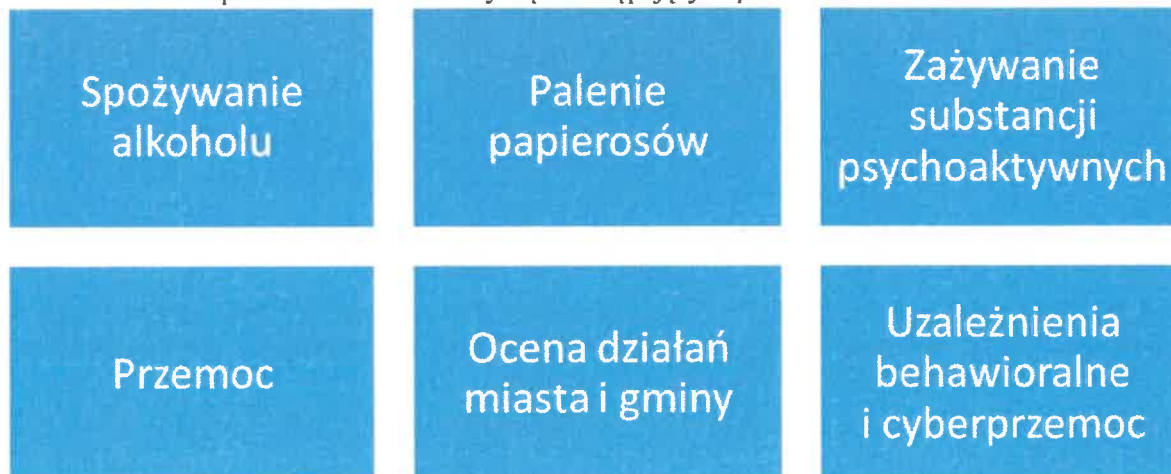 Spożywanie
alkoholu
Palenie
papierosów
Zażywanie
substancji
psychoaktywnych
Przemoc
Ocena działań
miasta i gminy
Uzależnienia
behawioralne
i cyberprzemoc